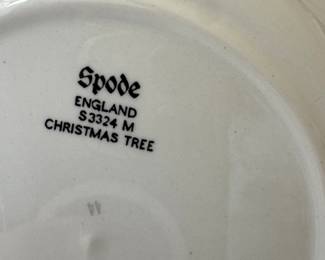 Spode
ENGLAND
S3324 M
CHRISTMAS TREE